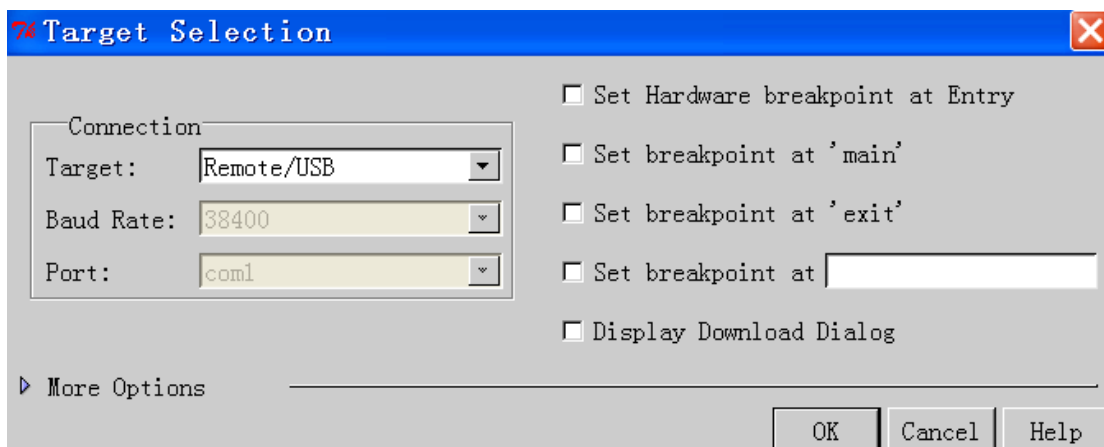 Target Selection
Connection
Target: Remote/USB
Baud Rate: 38400
Port: com1
Set Hardware breakpoint at Entry
Set breakpoint at 'main'
Set breakpoint at 'exit'
Set breakpoint at
Display Download Dialog
More Options
OK Cancel Help